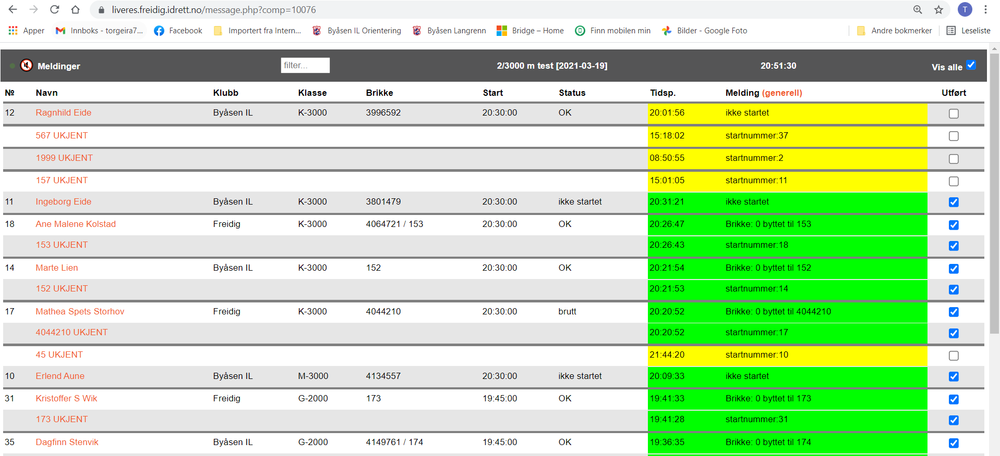 liveres.freidig.idrett.no/message.php?comp=10076 T
Apper Innboks - torgeira7... Facebook Importert fra Intern... Byåsen IL Orientering Byåsen Langrenn Bridge – Home Finn mobilen min Bilder - Google Foto Andre bokmerker Leseliste
Meldinger filter... 2/3000 m test [2021-03-19] 20:51:30 Vis alle
№ Navn Klubb Klasse Brikke Start Status Tidsp. Melding (generell) Utført
12 Ragnhild Eide Byåsen IL K-3000 3996592 20:30:00 OK 20:01:56 ikke startet
567 UKJENT 15:18:02 startnummer:37
1999 UKJENT 08:50:55 startnummer:2
157 UKJENT 15:01:05 startnummer:11
11 Ingeborg Eide Byåsen IL K-3000 3801479 20:30:00 ikke startet 20:31:21 ikke startet
18 Ane Malene Kolstad Freidig K-3000 4064721 / 153 20:30:00 OK 20:26:47 Brikke: 0 byttet til 153
153 UKJENT 20:26:43 startnummer:18
14 Marte Lien Byåsen IL K-3000 152 20:30:00 OK 20:21:54 Brikke: 0 byttet til 152
152 UKJENT 20:21:53 startnummer:14
17 Mathea Spets Storhov Freidig K-3000 4044210 20:30:00 brutt 20:20:52 Brikke: 0 byttet til 4044210
4044210 UKJENT 20:20:52 startnummer:17
45 UKJENT 21:44:20 startnummer:10
10 Erlend Aune Byåsen IL M-3000 4134557 20:30:00 ikke startet 20:09:33 ikke startet
31 Kristoffer S Wik Freidig G-2000 173 19:45:00 OK 19:41:33 Brikke: 0 byttet til 173
173 UKJENT 19:41:28 startnummer:31
35 Dagfinn Stenvik Byåsen IL G-2000 4149761 / 174 19:45:00 OK 19:36:35 Brikke: 0 byttet til 174